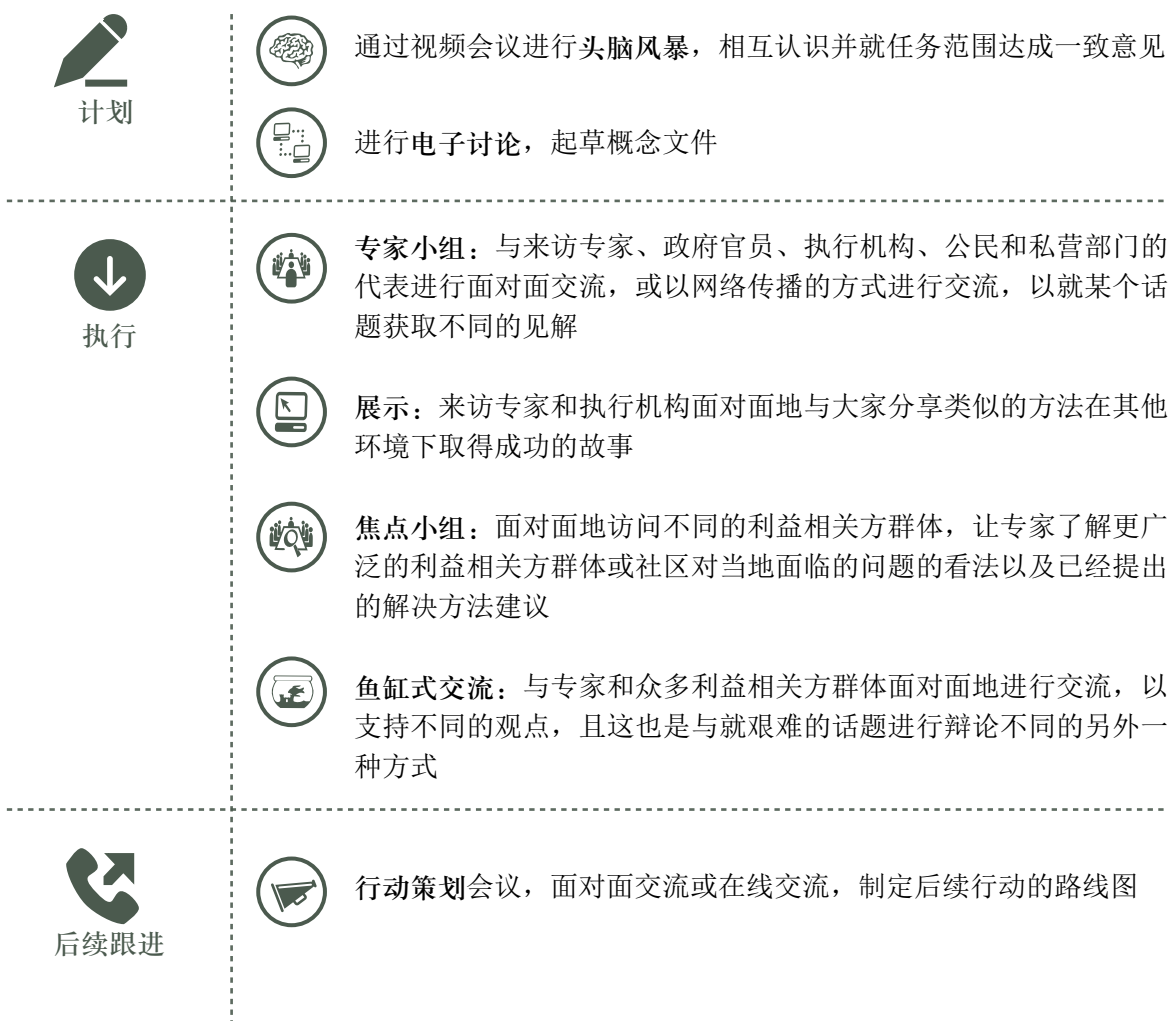 计划
通过视频会议进行头脑风暴，相互认识并就任务范围达成一致意见
进行电子讨论，起草概念文件
执行
专家小组：与来访专家、政府官员、执行机构、公民和私营部门的
代表进行面对面交流，或以网络传播的方式进行交流，以就某个话
题获取不同的见解
展示：来访专家和执行机构面对面地与大家分享类似的方法在其他
环境下取得成功的故事
焦点小组：面对面地访问不同的利益相关方群体，让专家了解更广
泛的利益相关方群体或社区对当地面临的问题的看法以及已经提出
的解决方法建议
鱼缸式交流：与专家和众多利益相关方群体面对面地进行交流，以
支持不同的观点，且这也是与就艰难的话题进行辩论不同的另外一
种方式
后续跟进
行动策划会议，面对面交流或在线交流，制定后续行动的路线图